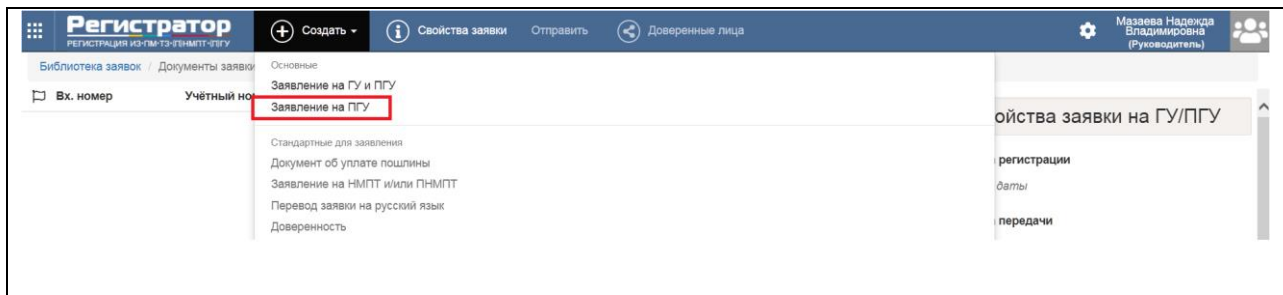 Регистратор
РЕГИСТРАЦИЯ ИЗ-ПМ-ТЗ-(П)НМПТ-(П)ГУ
Создать
Свойства заявки
Отправить
Доверенные лица
Мазаева Надежда
Владимировна
(Руководитель)
Библиотека заявок / Документы заявки
Вх. номер
Учётный но
Основные
Заявление на ГУ и ПГУ
Заявление на ПГУ
Стандартные для заявления
Документ об уплате пошлины
Заявление на НМПТ и/или ПНМПТ
Перевод заявки на русский язык
Доверенность
ойства заявки на ГУ/ПГУ
регистрации
даты
передачи